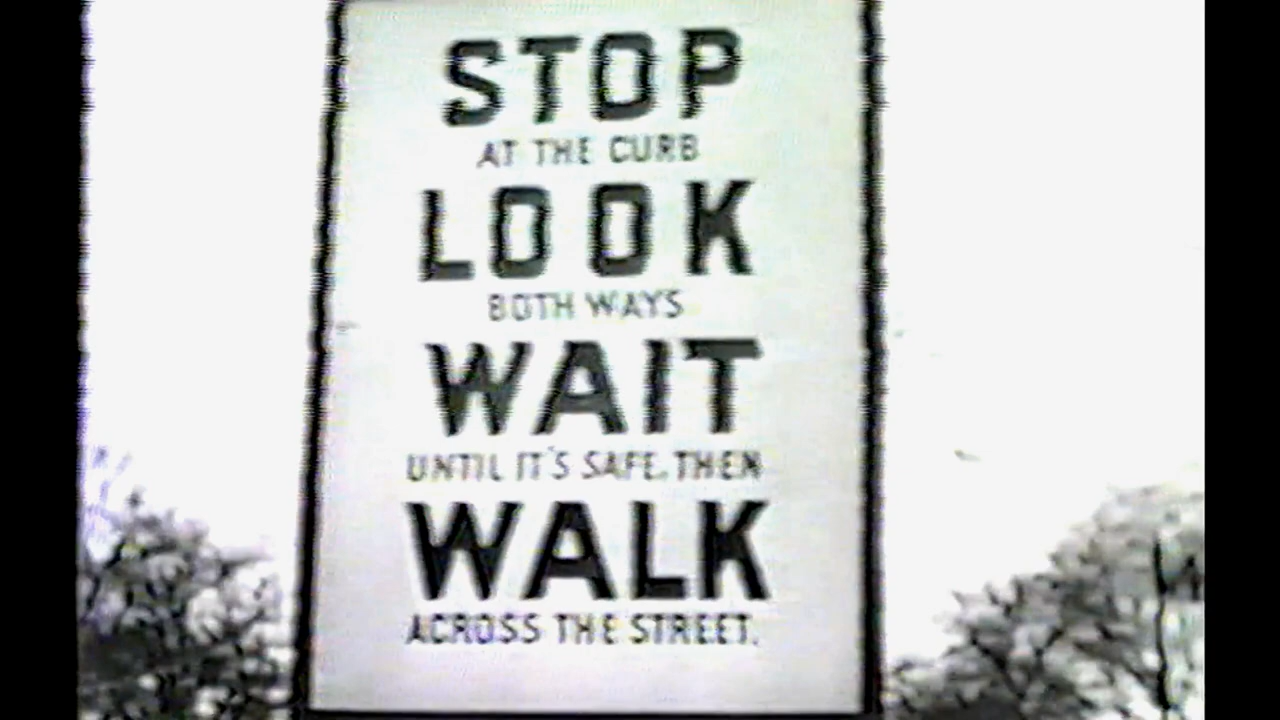 STOP
AT THE CURB
LOOK
BOTH WAYS
WAIT
UNTIL IT'S SAFE, THEN
WALK
ACROSS THE STREET.